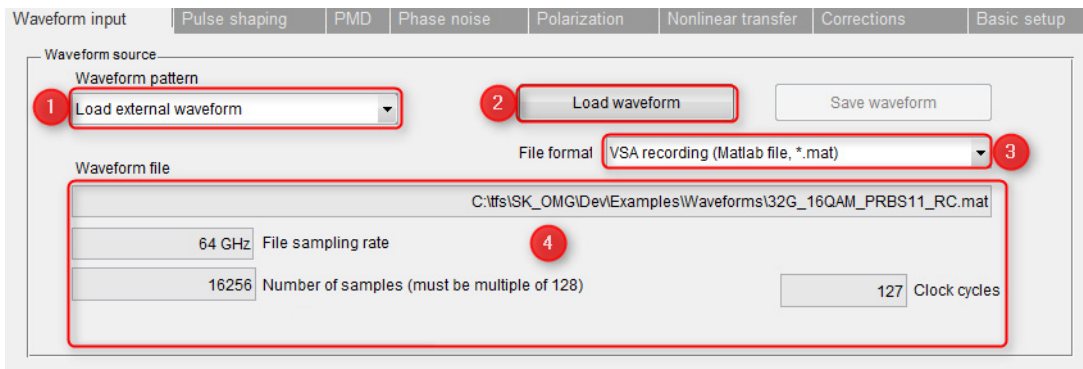 Waveform input Pulse shaping PMD Phase noise Polarization Nonlinear transfer Corrections Basic setup
Waveform source
Waveform pattern
1 Load external waveform 2 Load waveform Save waveform
File format VSA recording (Matlab file, *.mat) 3
Waveform file
C:\tfs\SK_OMG\Dev\Examples\Waveforms\32G_16QAM_PRBS11_RC.mat
64 GHz File sampling rate 4
16256 Number of samples (must be multiple of 128) 127 Clock cycles